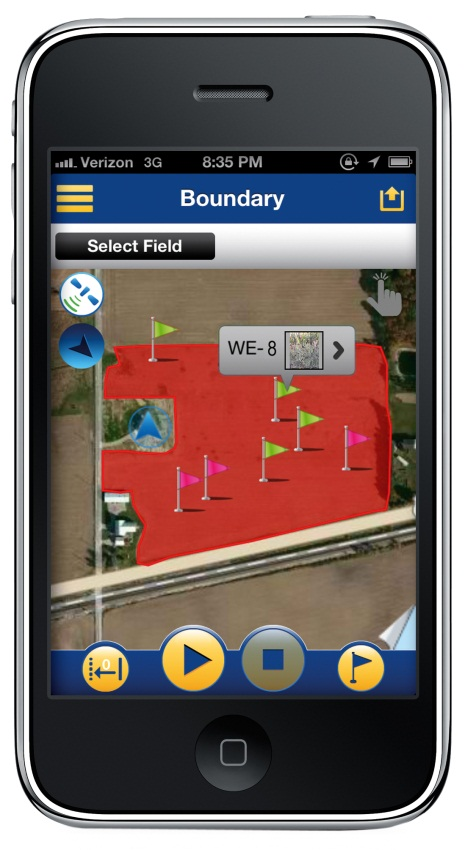 Verizon 3G 8:35 PM
Boundary
Select Field
WE- 8
0